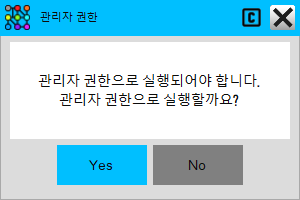 관리자 권한
C
관리자 권한으로 실행되어야 합니다.
관리자 권한으로 실행할까요?
Yes
No